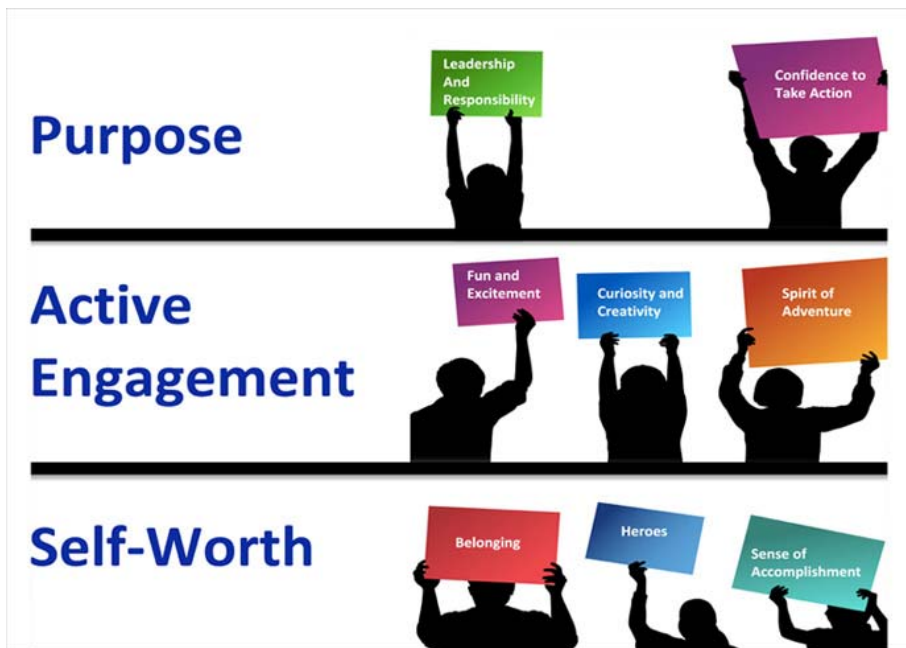 Purpose
Leadership
And
Responsibility
Confidence to
Take Action
Active
Engagement
Fun and
Excitement
Curiosity and
Creativity
Spirit of
Adventure
Self-Worth
Belonging
Heroes
Sense of
Accomplishment